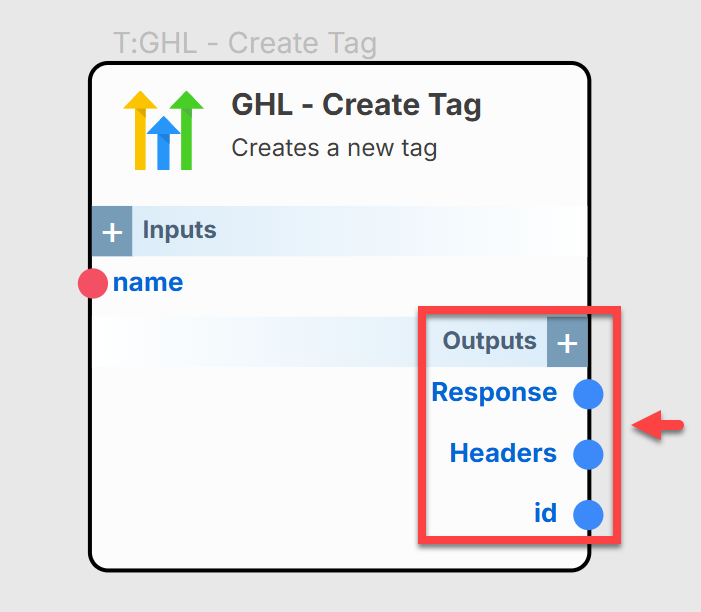 T:GHL - Create Tag
GHL - Create Tag
Creates a new tag
+ Inputs
name
Outputs +
Response
Headers
id